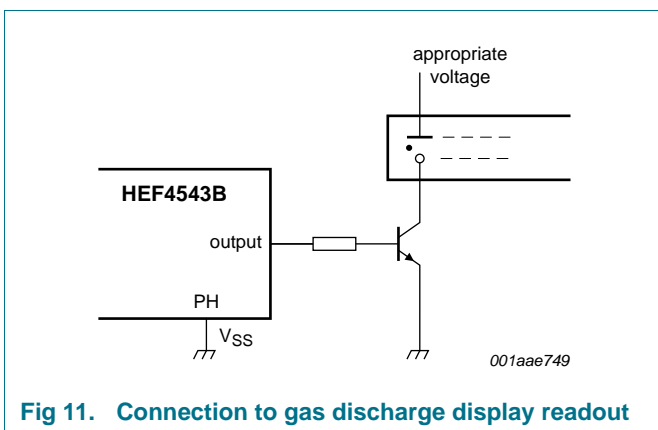 appropriate
voltage
HEF4543B
output
PH
VSS
001aae749
Fig 11. Connection to gas discharge display readout